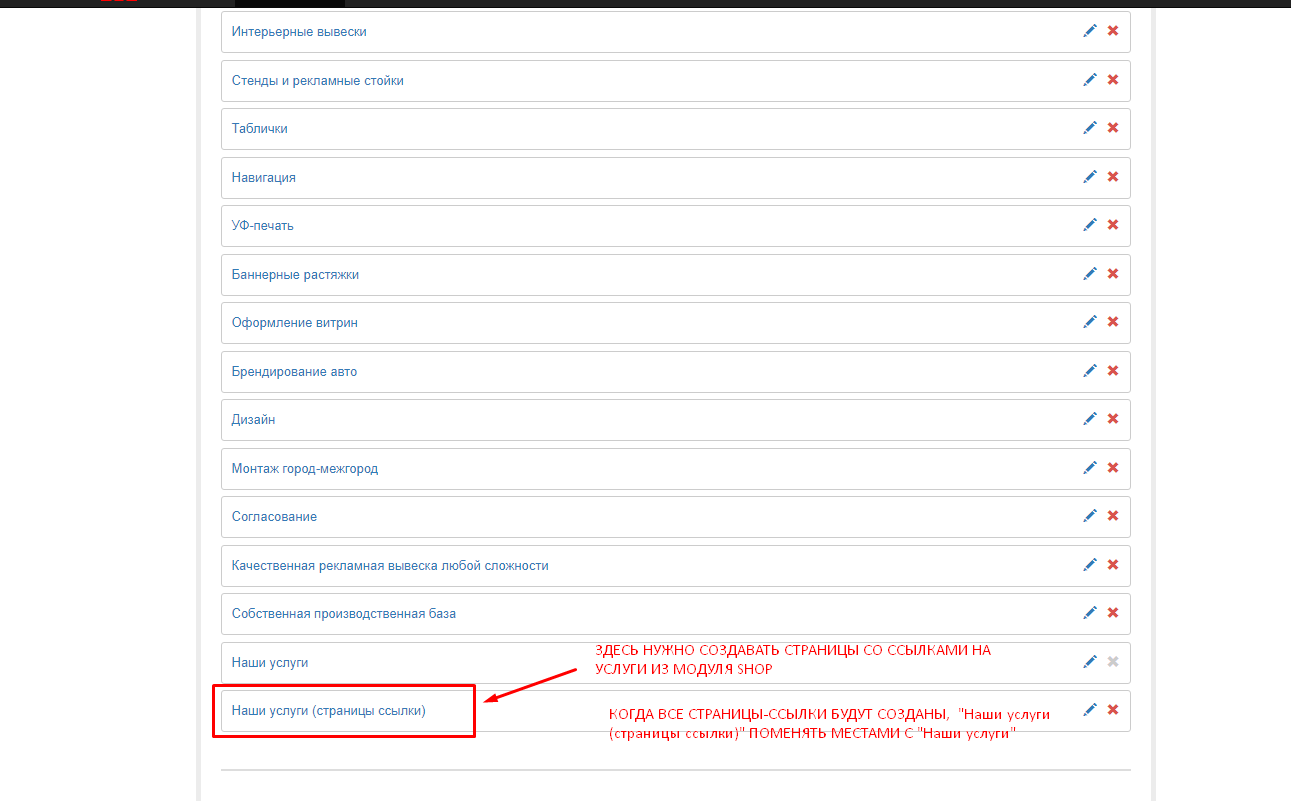 Интерьерные вывески
Стенды и рекламные стойки
Таблички
Навигация
УФ-печать
Баннерные растяжки
Оформление витрин
Брендирование авто
Дизайн
Монтаж город-межгород
Согласование
Качественная рекламная вывеска любой сложности
Собственная производственная база
ЗДЕСЬ НУЖНО СОЗДАВАТЬ СТРАНИЦЫ СО ССЫЛКАМИ НА
УСЛУГИ ИЗ МОДУЛЯ SHOP
Наши услуги
Наши услуги (страницы ссылки)
КОГДА ВСЕ СТРАНИЦЫ-ССЫЛКИ БУДУТ СОЗДАНЫ, "Наши услуги
(страницы ссылки)" ПОМЕНЯТЬ МЕСТАМИ С "Наши услуги"